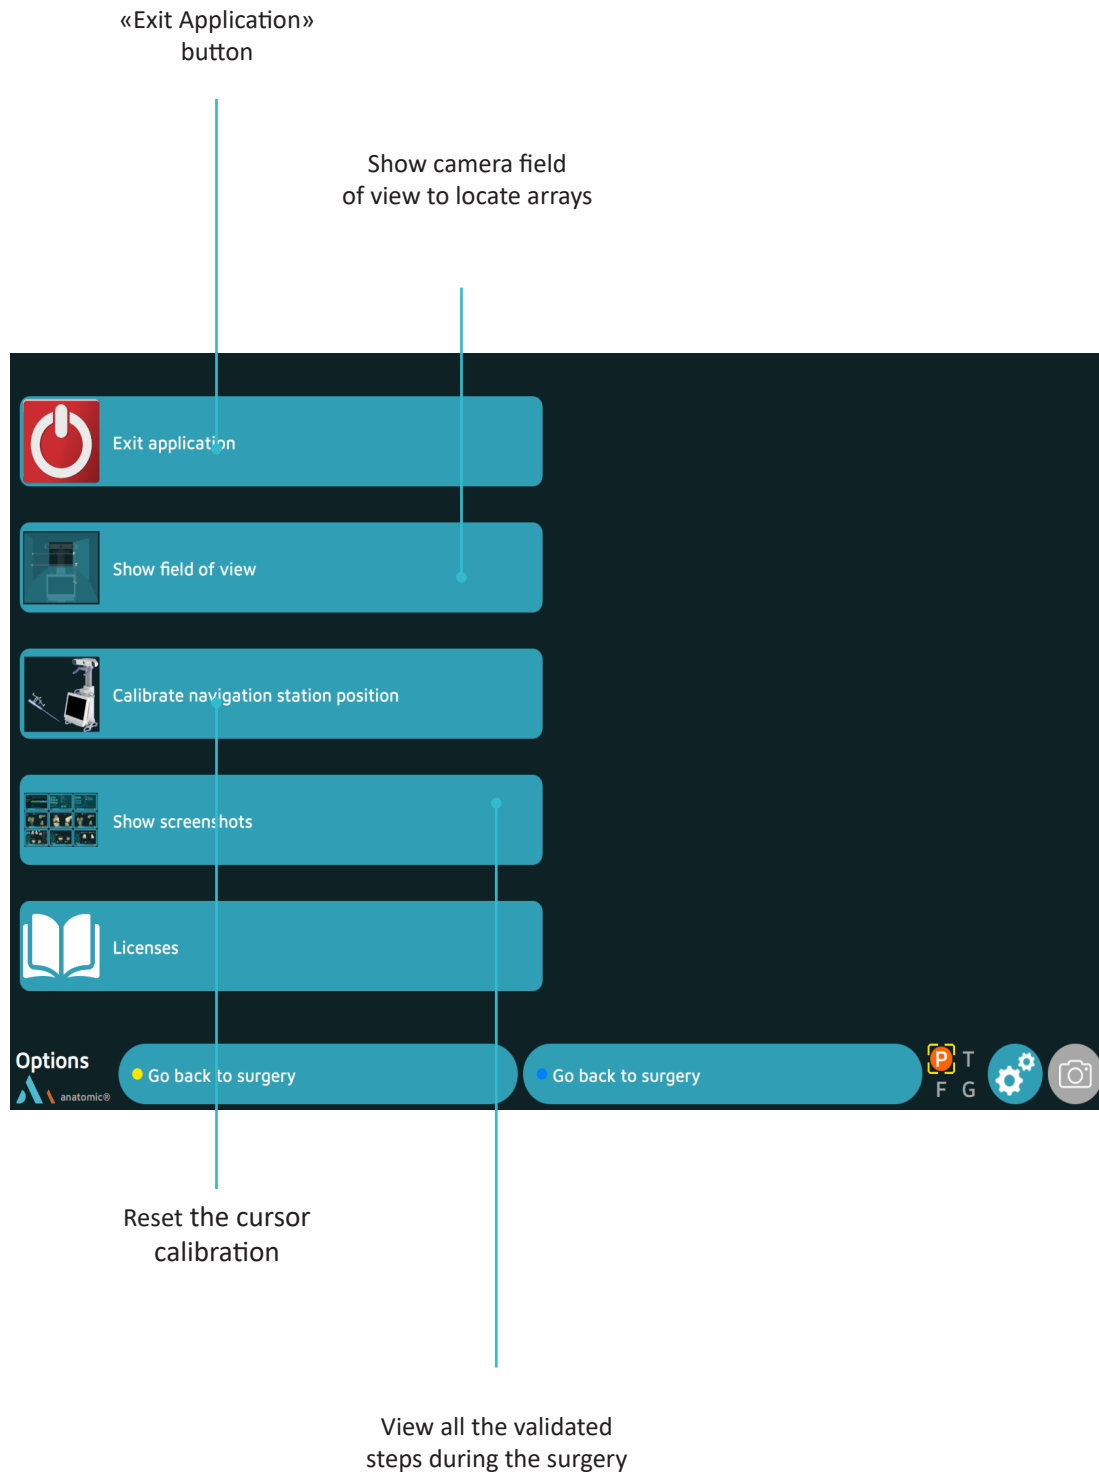 «Exit Application»
button
Show camera field
of view to locate arrays
Exit application
Show field of view
Calibrate navigation station position
Show screenshots
Licenses
Options
anatomic®
Go back to surgery
Go back to surgery
P T
F G
Reset the cursor
calibration
View all the validated
steps during the surgery